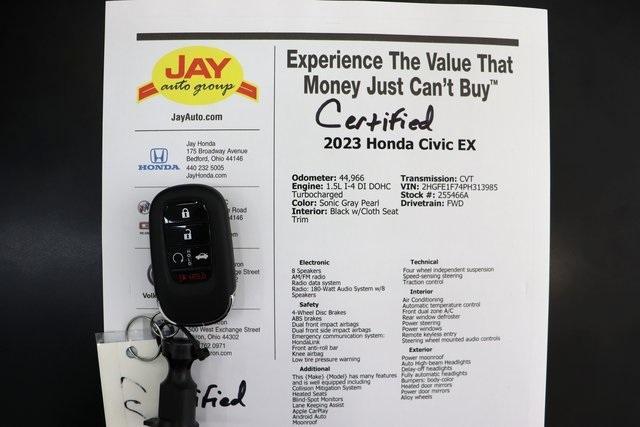 JAY
auto group
JayAuto.com
Jay Honda
175 Broadway Avenue
Bedford, Ohio 44146
440 232 5005
JayHonda.com
HONDA
Road
4146
Street
West Exchange Street
Ohio 44302
762 0971
Experience The Value That
Money Just Can't Buy™
Certified
2023 Honda Civic EX
Odometer: 44,966
Engine: 1.5L I-4 DI DOHC
Turbocharged
Color: Sonic Gray Pearl
Interior: Black w/Cloth Seat
Trim
Transmission: CVT
VIN: 2HGFE1F74PH313985
Stock #: 255466A
Drivetrain: FWD
Electronic
8 Speakers
AM/FM radio
Radio data system
Radio: 180-Watt Audio System w/8
Speakers
Safety
4-Wheel Disc Brakes
ABS brakes
Dual front impact airbags
Dual front side impact airbags
Emergency communication system:
HondaLink
Front anti-roll bar
Knee airbag
Low tire pressure warning
Additional
This {Make} {Model} has many features
and is well equipped including
Collision Mitigation System
Heated Seats
Blind-Spot Monitors
Lane Keeping Assist
Apple CarPlay
Android Auto
Moonroof
Technical
Four wheel independent suspension
Speed-sensing steering
Traction control
Interior
Air Conditioning
Automatic temperature control
Front dual zone A/C
Rear window defroster
Power steering
Power windows
Remote keyless entry
Steering wheel mounted audio controls
Exterior
Power moonroof
Auto High-beam Headlights
Delay-off headlights
Fully automatic headlights
Bumpers: body-color
Heated door mirrors
Power door mirrors
Alloy wheels
HOLD